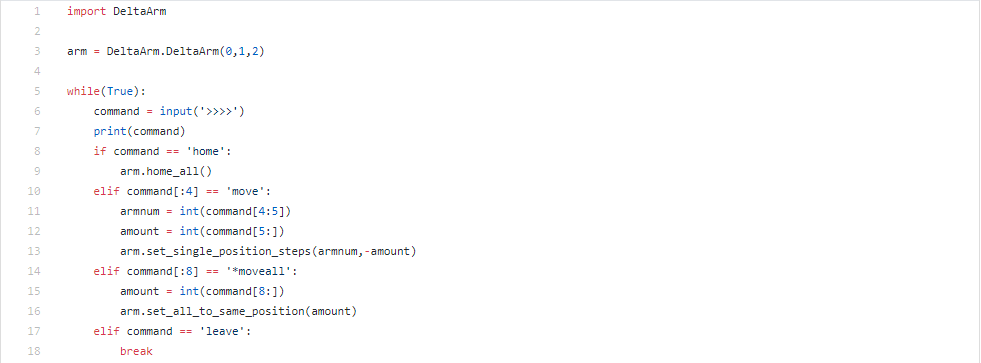 1 import DeltaArm
2
3 arm = DeltaArm.DeltaArm(0,1,2)
4
5 while(True):
6     command = input('>>>>')
7     print(command)
8     if command == 'home':
9         arm.home_all()
10     elif command[:4] == 'move':
11         armnum = int(command[4:5])
12         amount = int(command[5:])
13         arm.set_single_position_steps(armnum,-amount)
14     elif command[:8] == '*moveall':
15         amount = int(command[8:])
16         arm.set_all_to_same_position(amount)
17     elif command == 'leave':
18         break